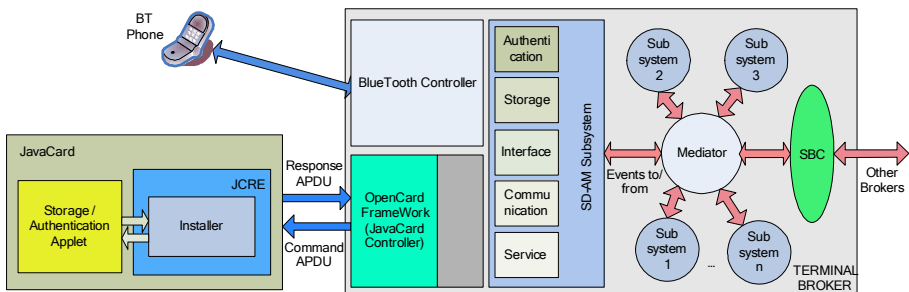 BT
Phone
BlueTooth Controller
Authenti
cation
Storage
Interface
Communi
cation
Service
SD-AM Subsystem
Sub
system
2
Sub
system
3
Mediator
Events to/
from
SBC
Other
Brokers
Sub
system
1
...
Sub
system
n
TERMINAL
BROKER
JavaCard
JCRE
Storage /
Authentication
Applet
Installer
Response
APDU
Command
APDU
OpenCard
FrameWork
(JavaCard
Controller)